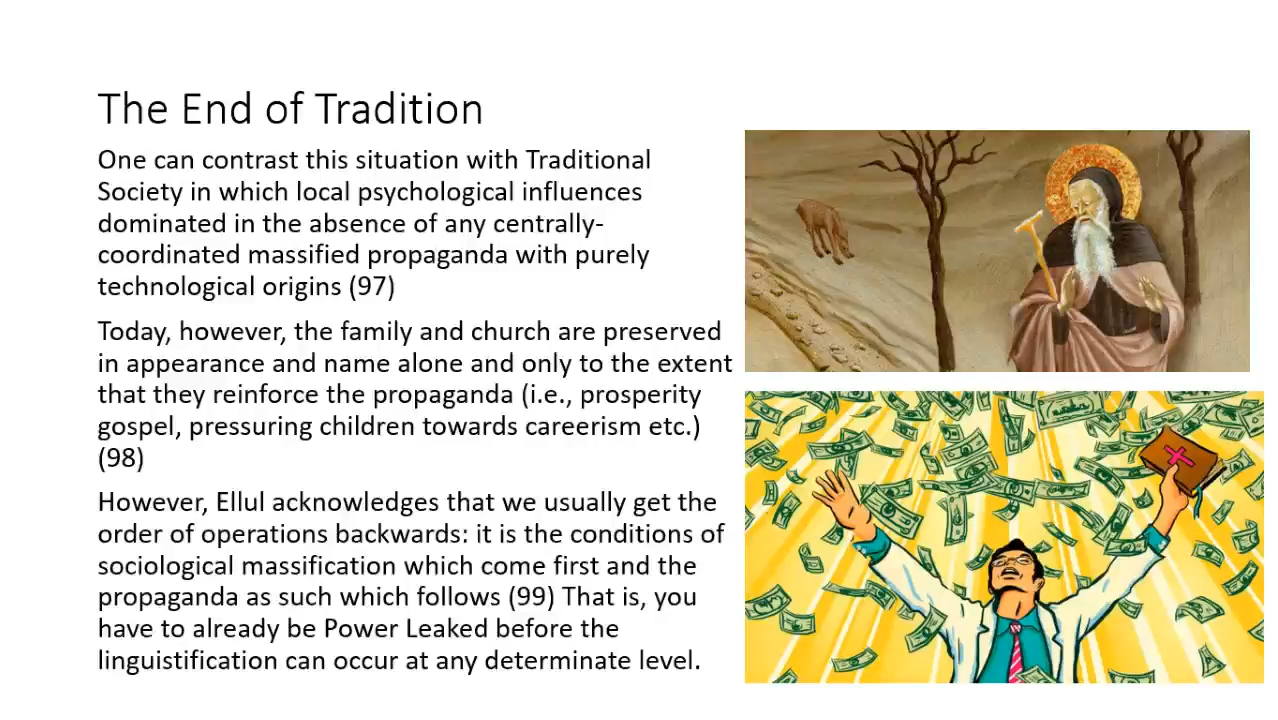 The End of Tradition
One can contrast this situation with Traditional
Society in which local psychological influences
dominated in the absence of any centrally-
coordinated massified propaganda with purely
technological origins (97)
Today, however, the family and church are preserved
in appearance and name alone and only to the extent
that they reinforce the propaganda (i.e., prosperity
gospel, pressuring children towards careerism etc.)
(98)
However, Ellul acknowledges that we usually get the
order of operations backwards: it is the conditions of
sociological massification which come first and the
propaganda as such which follows (99) That is, you
have to already be Power Leaked before the
linguistification can occur at any determinate level.